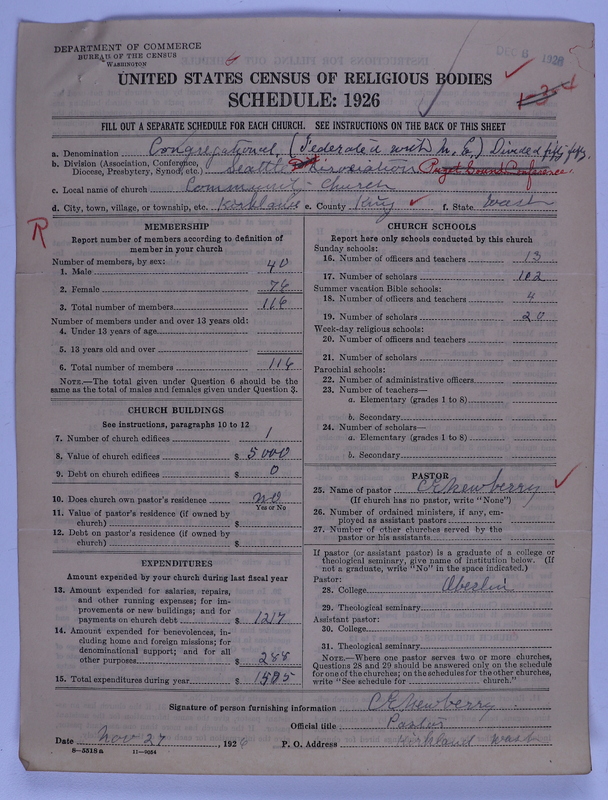 DEPARTMENT OF COMMERCE
BUREAU OF THE CENSUS
WASHINGTON
DEC 8 1926
UNITED STATES CENSUS OF RELIGIOUS BODIES
SCHEDULE: 1926
1-3-4
FILL OUT A SEPARATE SCHEDULE FOR EACH CHURCH. SEE INSTRUCTIONS ON THE BACK OF THIS SHEET
a. Denomination Congregational (Federated with M.E.) Divided fifty fifty.
b. Division (Association, Conference, Diocese, Presbytery, Synod, etc.) Seattle Association Puget Sound Conference.
c. Local name of church Community Church
d. City, town, village, or township, etc. Kirkland e. County King f. State Wash
R
MEMBERSHIP
Report number of members according to definition of
member in your church
Number of members, by sex:
1. Male 40
2. Female 76
3. Total number of members 116
Number of members under and over 13 years old:
4. Under 13 years of age
5. 13 years old and over
6. Total number of members 116
NOTE.—The total given under Question 6 should be
the same as the total of males and females given under Question 3.
CHURCH BUILDINGS
See instructions, paragraphs 10 to 12
7. Number of church edifices 1
8. Value of church edifices $ 5000
9. Debt on church edifices $ 0
10. Does church own pastor's residence no
Yes or No
11. Value of pastor's residence (if owned by
church) $
12. Debt on pastor's residence (if owned by
church) $
EXPENDITURES
Amount expended by your church during last fiscal year
13. Amount expended for salaries, repairs,
and other running expenses; for im-
provements or new buildings; and for
payments on church debt $ 1217
14. Amount expended for benevolences, in-
cluding home and foreign missions; for
denominational support; and for all
other purposes $ 288
15. Total expenditures during year $ 1505
CHURCH SCHOOLS
Report here only schools conducted by this church
Sunday schools:
16. Number of officers and teachers 13
17. Number of scholars 102
Summer vacation Bible schools:
18. Number of officers and teachers 4
19. Number of scholars 20
Week-day religious schools:
20. Number of officers and teachers
21. Number of scholars
Parochial schools:
22. Number of administrative officers
23. Number of teachers—
a. Elementary (grades 1 to 8)
b. Secondary
24. Number of scholars—
a. Elementary (grades 1 to 8)
b. Secondary
PASTOR
25. Name of pastor C E Newberry
(If church has no pastor, write "None")
26. Number of ordained ministers, if any, em-
ployed as assistant pastors
27. Number of other churches served by the
pastor or his assistants
If pastor (or assistant pastor) is a graduate of a college or
theological seminary, give name of institution below. (If
not a graduate, write "No" in the space indicated.)
Pastor:
28. College Oberlin
29. Theological seminary
Assistant pastor:
30. College
31. Theological seminary
NOTE.—Where one pastor serves two or more churches,
Questions 28 and 29 should be answered only on the schedule
for one of the churches; on the schedules for the other churches,
write "See schedule for church."
Signature of person furnishing information C E Newberry
Official title Pastor
Date Nov 27, 1926 P. O. Address Kirkland Wash
8-5518 a 11-9054